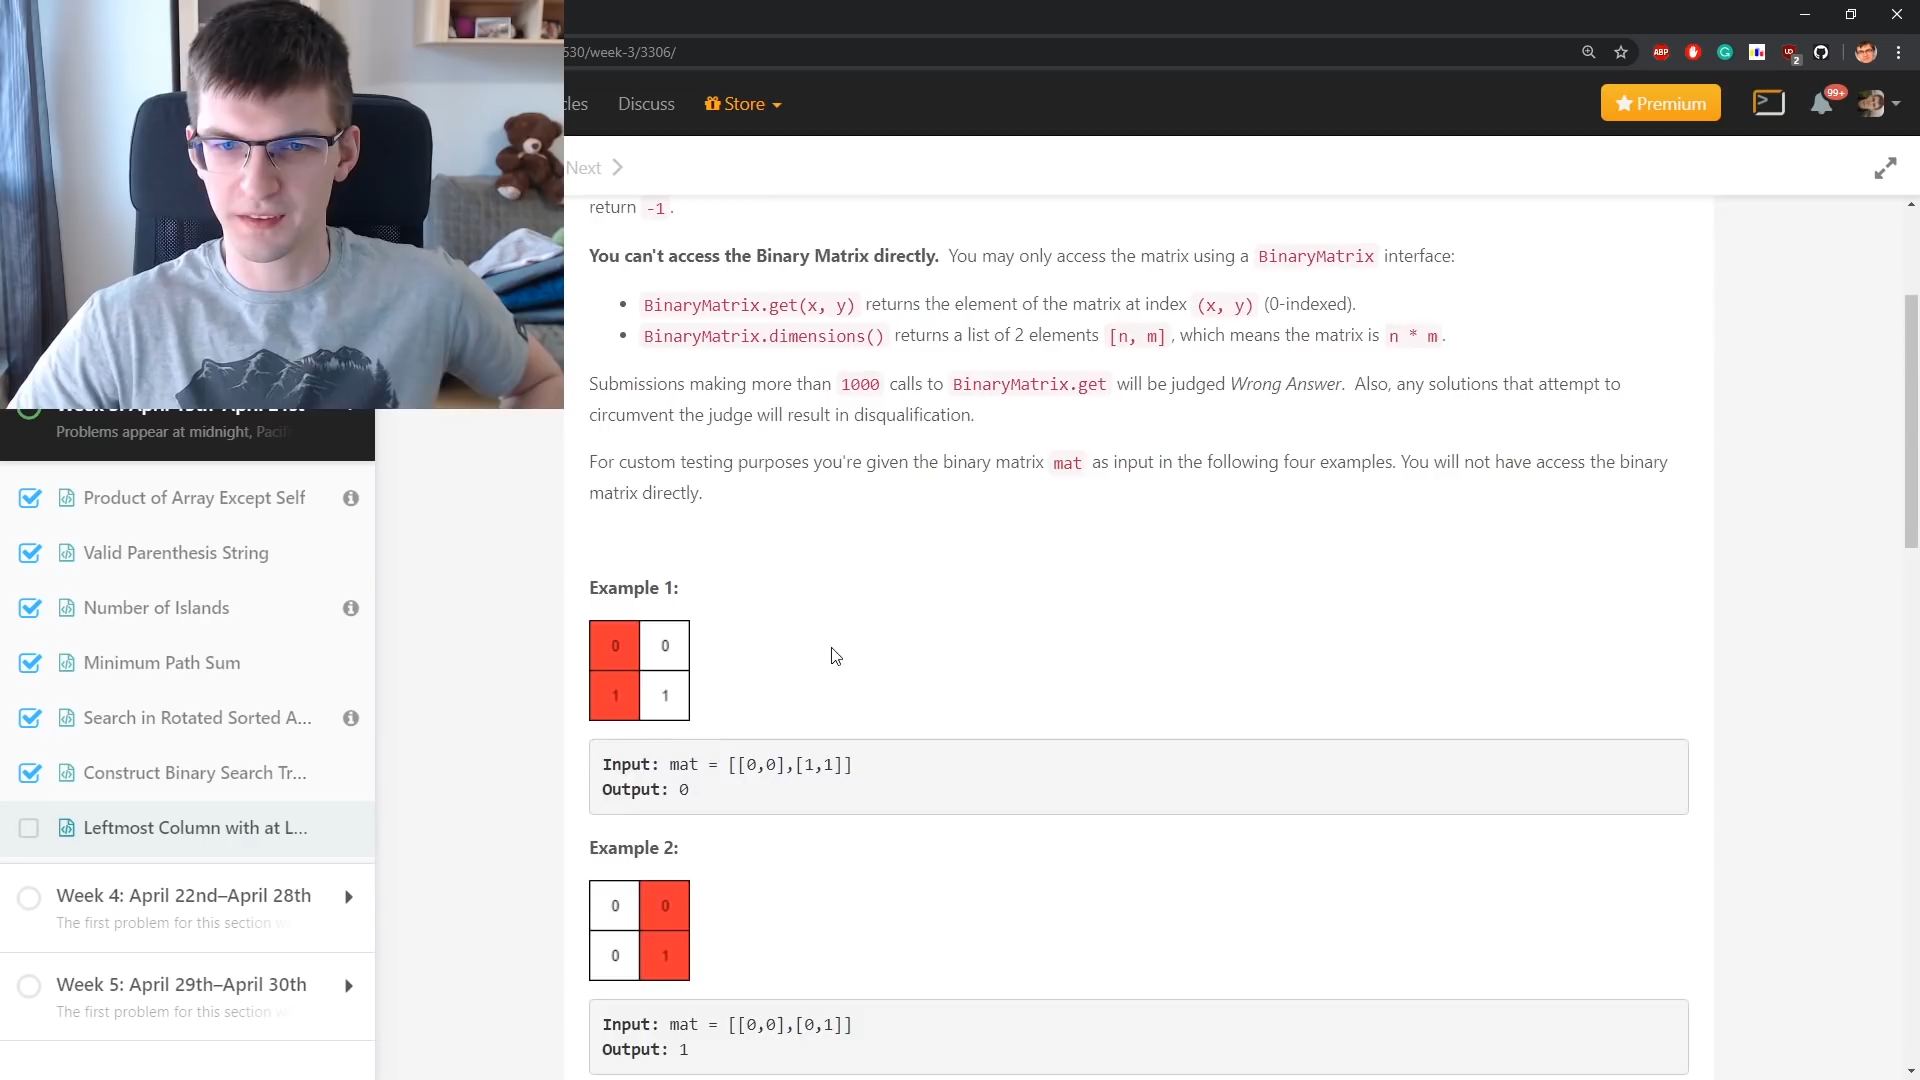 530/week-3/3306/
ABP
2
cles Discuss Store Premium 99+
Next
return -1.
You can't access the Binary Matrix directly. You may only access the matrix using a BinaryMatrix interface:
BinaryMatrix.get(x, y) returns the element of the matrix at index (x, y) (0-indexed).
BinaryMatrix.dimensions() returns a list of 2 elements [n, m], which means the matrix is n * m.
Submissions making more than 1000 calls to BinaryMatrix.get will be judged Wrong Answer. Also, any solutions that attempt to
circumvent the judge will result in disqualification.
For custom testing purposes you're given the binary matrix mat as input in the following four examples. You will not have access the binary
matrix directly.
Example 1:
0 0
1 1
Input: mat = [[0,0],[1,1]]
Output: 0
Example 2:
0 0
0 1
Input: mat = [[0,0],[0,1]]
Output: 1
Problems appear at midnight, Pacifi
Product of Array Except Self
Valid Parenthesis String
Number of Islands
Minimum Path Sum
Search in Rotated Sorted A...
Construct Binary Search Tr...
Leftmost Column with at L...
Week 4: April 22nd–April 28th
The first problem for this section w
Week 5: April 29th–April 30th
The first problem for this section w